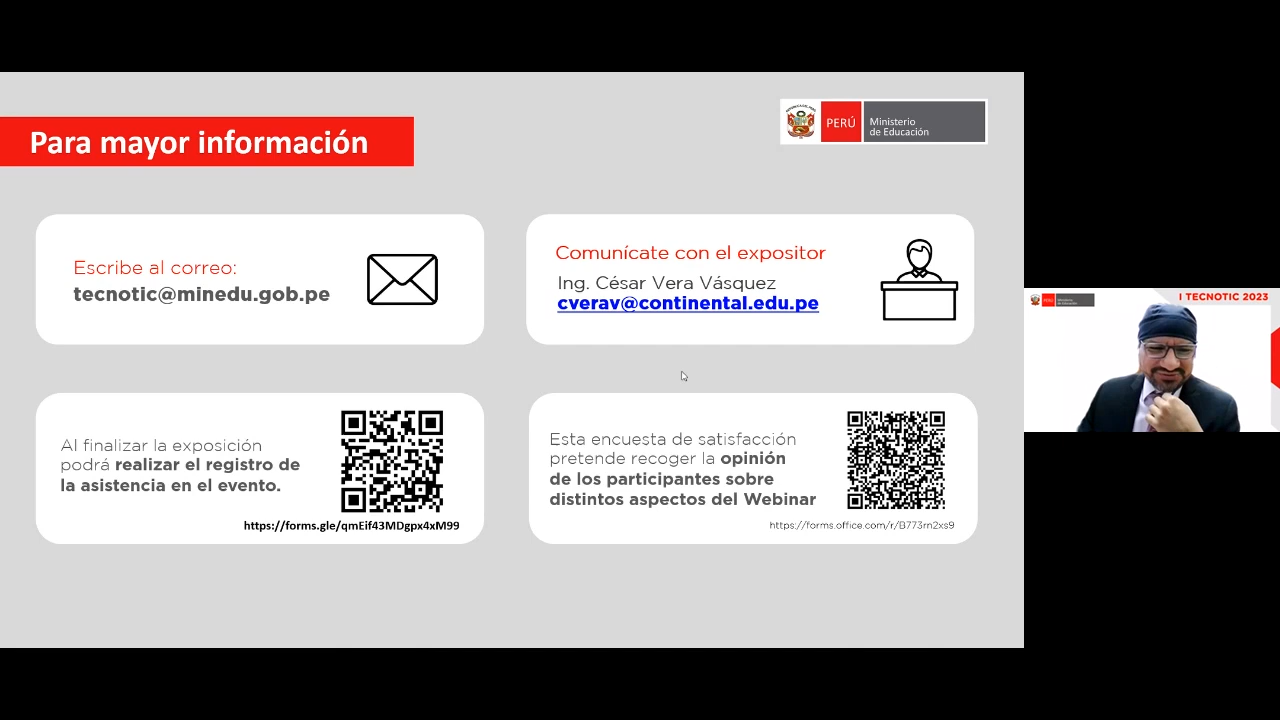 Para mayor información
PERÚ
Ministerio
de Educación
Escribe al correo:
tecnotic@minedu.gob.pe
Comunícate con el expositor
Ing. César Vera Vásquez
cverav@continental.edu.pe
Al finalizar la exposición
podrá realizar el registro de
la asistencia en el evento.
https://forms.gle/qmEif43MDgpx4xM99
Esta encuesta de satisfacción
pretende recoger la opinión
de los participantes sobre
distintos aspectos del Webinar
https://forms.office.com/r/B773rn2xs9
I TECNOTIC 2023